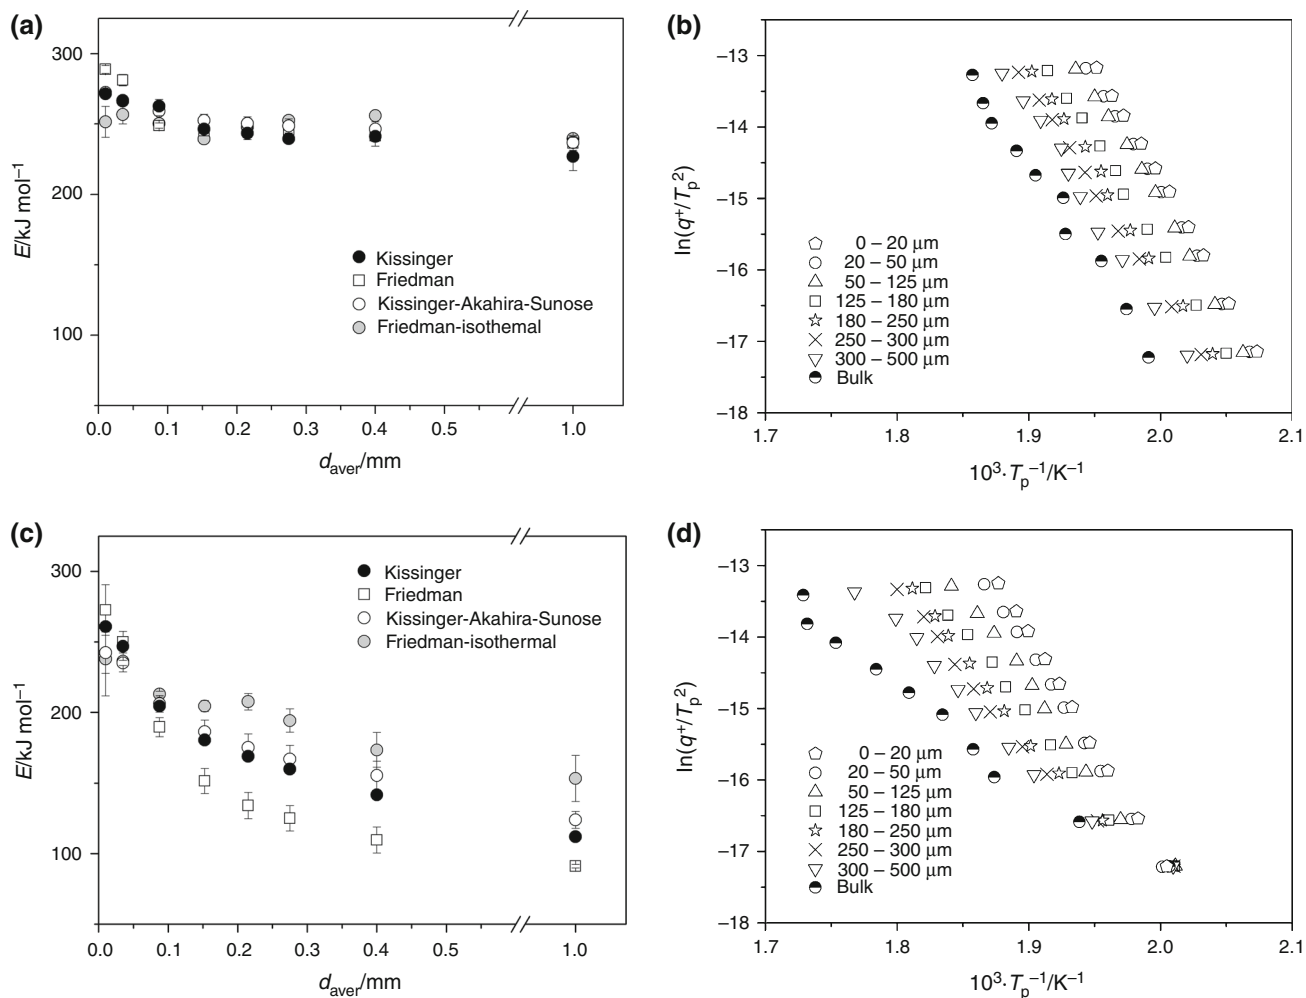 (a)
300
200
100
E/kJ mol⁻¹
Kissinger
Friedman
Kissinger-Akahira-Sunose
Friedman-isothemal
0.0 0.1 0.2 0.3 0.4 0.5 1.0
d_aver/mm
(b)
−13
−14
−15
−16
−17
−18
ln(q⁺/T_p²)
0 – 20 µm
20 – 50 µm
50 – 125 µm
125 – 180 µm
180 – 250 µm
250 – 300 µm
300 – 500 µm
Bulk
1.7 1.8 1.9 2.0 2.1
10³·T_p⁻¹/K⁻¹
(c)
300
200
100
E/kJ mol⁻¹
Kissinger
Friedman
Kissinger-Akahira-Sunose
Friedman-isothermal
0.0 0.1 0.2 0.3 0.4 0.5 1.0
d_aver/mm
(d)
−13
−14
−15
−16
−17
−18
ln(q⁺/T_p²)
0 – 20 µm
20 – 50 µm
50 – 125 µm
125 – 180 µm
180 – 250 µm
250 – 300 µm
300 – 500 µm
Bulk
1.7 1.8 1.9 2.0 2.1
10³·T_p⁻¹/K⁻¹